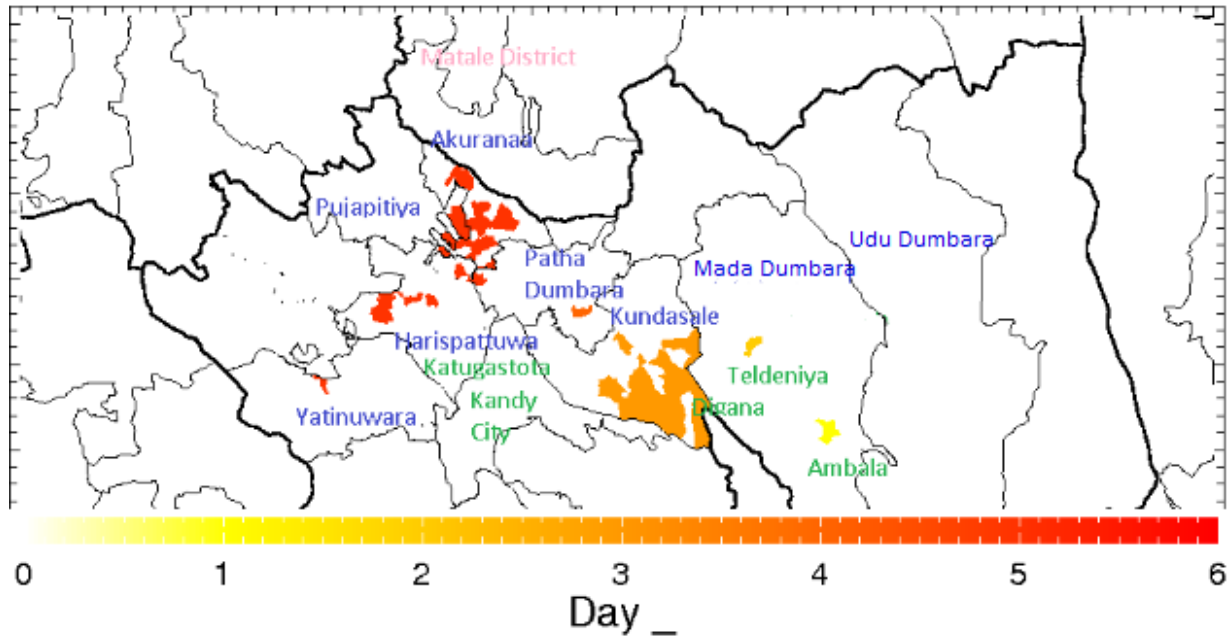 Matale District
Akuranaa
Pujapitiya
Udu Dumbara
Patha
Dumbara
Mada Dumbara
Kundasale
Harispattuwa
Katugastota
Teldeniya
Kandy
City
Digana
Yatinuwara.
Ambala
0 1 2 3 4 5 6
Day _